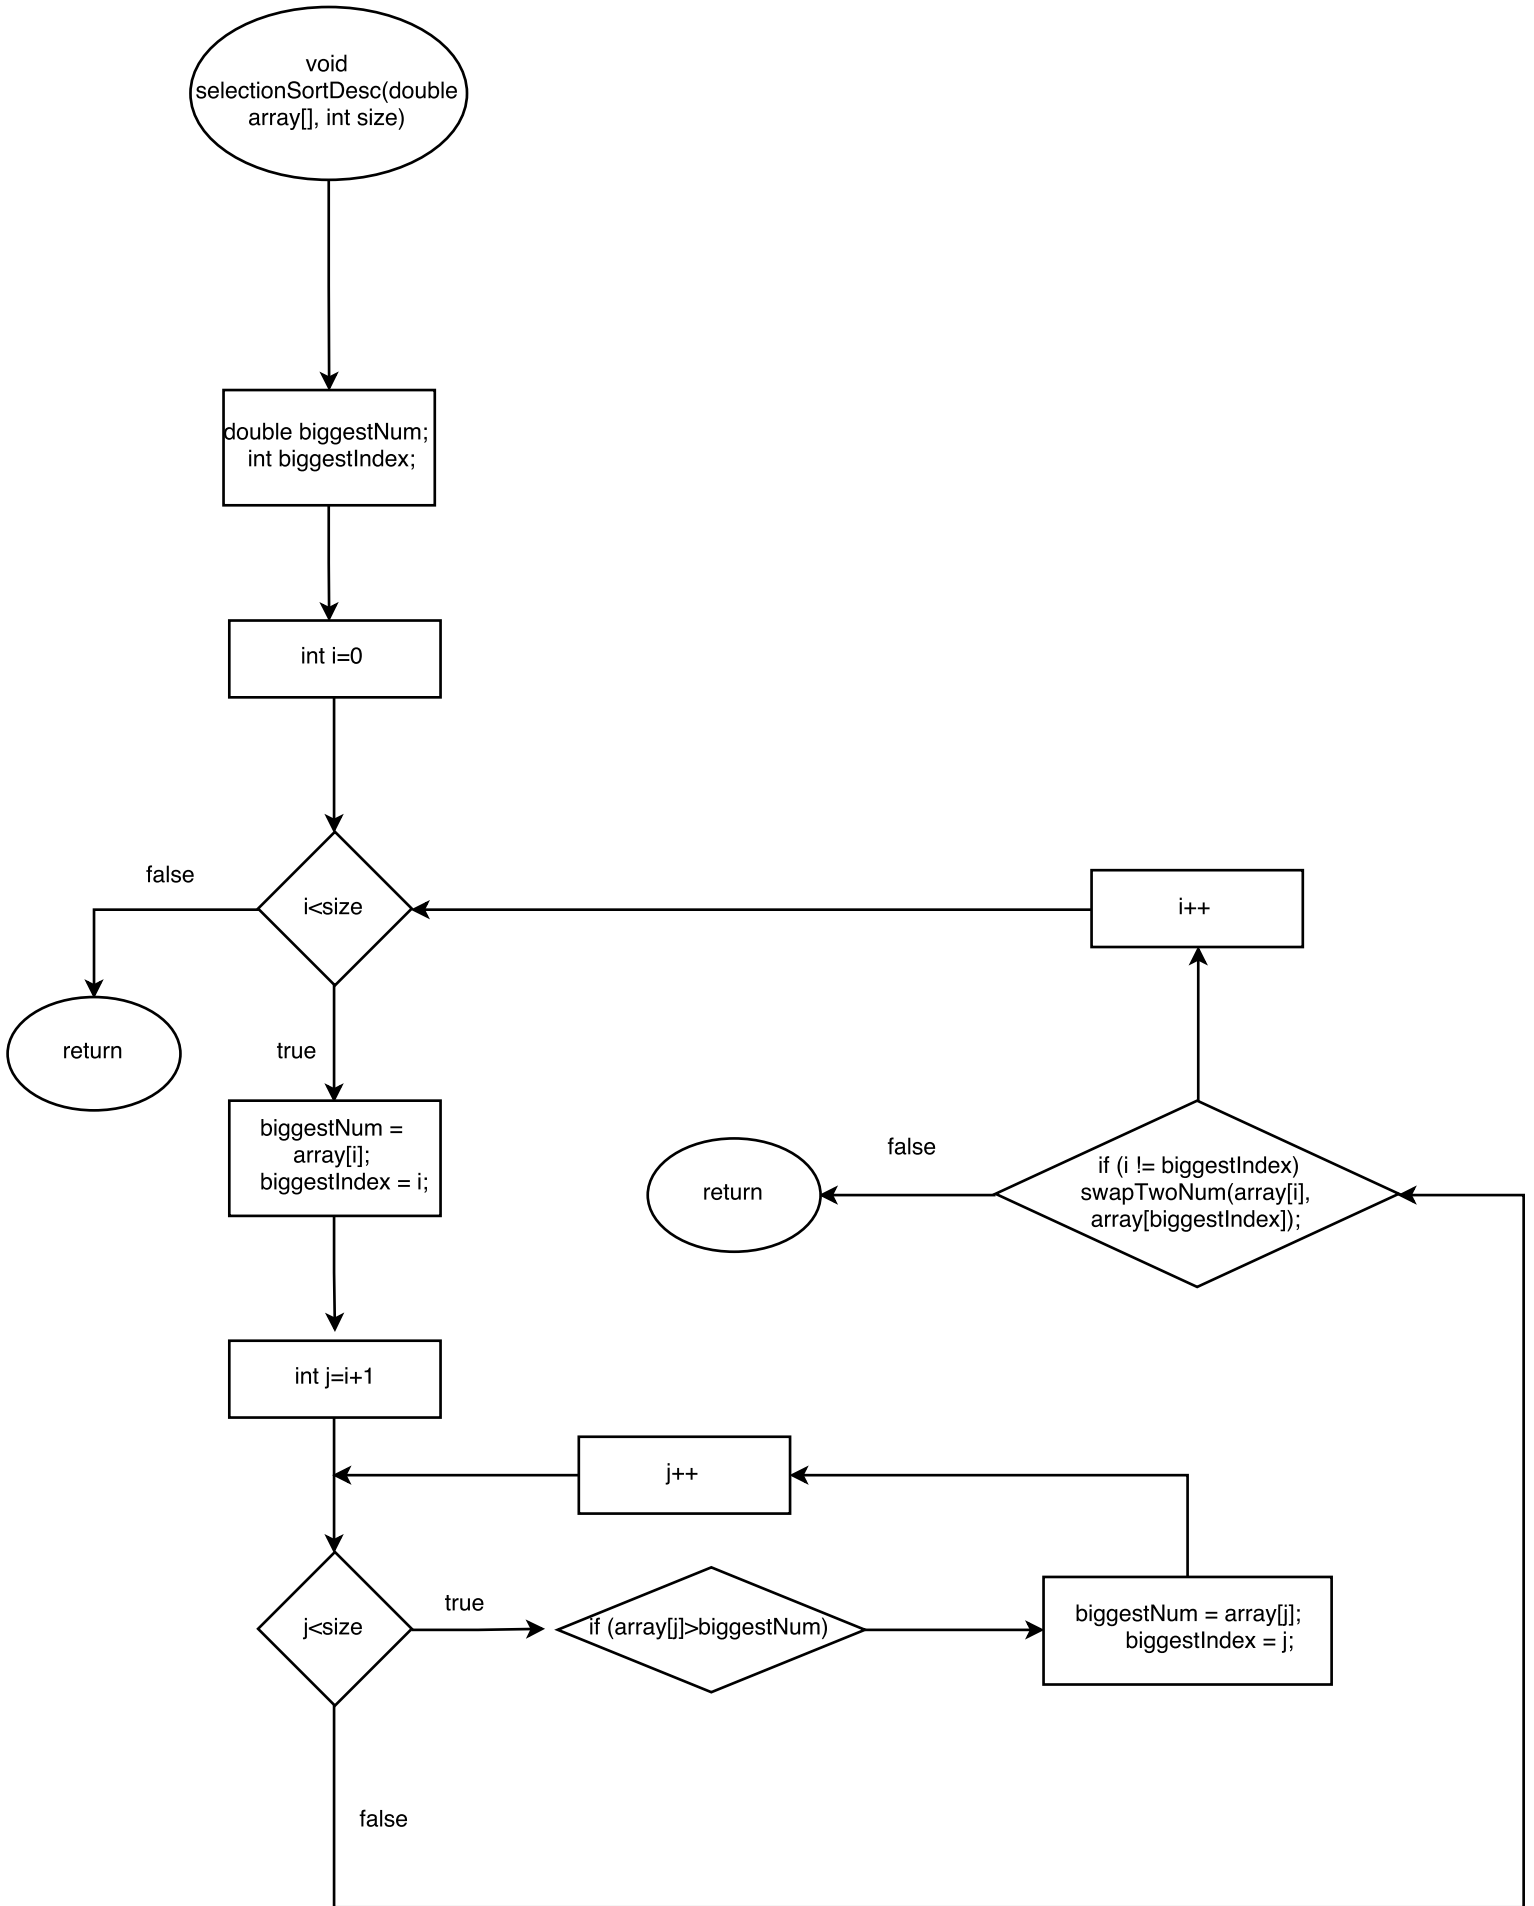 void
selectionSortDesc(double
array[], int size)
double biggestNum;
int biggestIndex;
int i=0
false
i<size
i++
return
true
biggestNum =
array[i];
biggestIndex = i;
false
return
if (i != biggestIndex)
swapTwoNum(array[i],
array[biggestIndex]);
int j=i+1
j++
j<size
true
if (array[j]>biggestNum)
biggestNum = array[j];
biggestIndex = j;
false